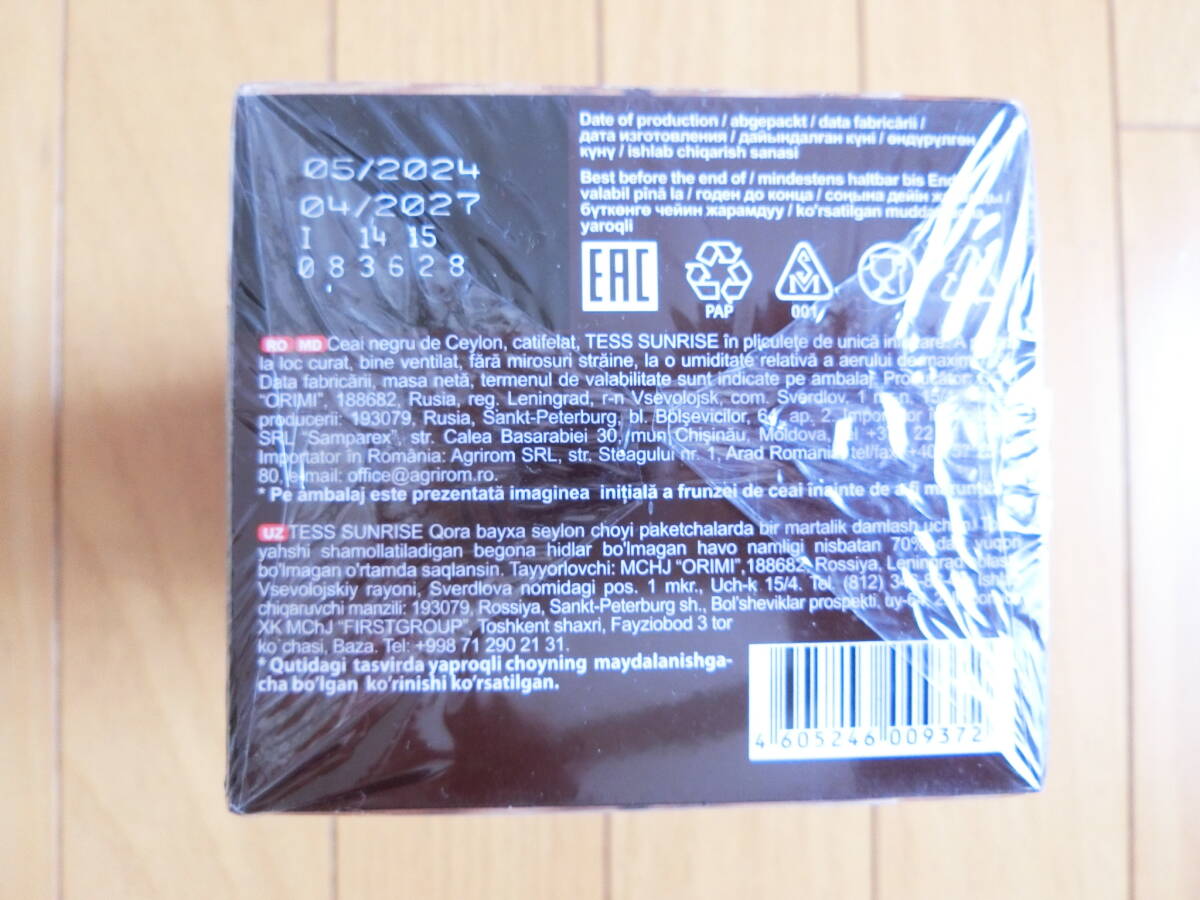 05/2024
04/2027
I 14 15
083628
Date of production / abgepackt / data fabricării /
дата изготовления / дайындалған күні / өндүрүлгөн
күнү / ishlab chiqarish sanasi
Best before the end of / mindestens haltbar bis End
valabil pînă la / годен до конца / соңына дейін
бүткөнгө чейин жарамдуу / ko'rsatilgan
yaroqli
EAC
PAP
SM
001
RO MD Ceai negru de Ceylon, catifelat, TESS SUNRISE în pliculețe de unică
la loc curat, bine ventilat, fără mirosuri străine, la o umiditate relativă a aerului de
Data fabricării, masa netă, termenul de valabilitate sunt indicate pe ambalaj. Producător:
"ORIMI", 188682, Rusia, reg. Leningrad, r-n Vsevolojsk, com. Sverdlov, 1
producerii: 193079, Rusia, Sankt-Peterburg, bl. Bolșevicilor, ap. 2.
SRL "Samparex", str. Calea Basarabiei 30, mun. Chișinău, Moldova, 22
Importator în România: Agrirom SRL, str. Steagului nr. 1, Arad Romania, tel/fax
80, e-mail: office@agrirom.ro.
* Pe ambalaj este prezentată imaginea inițială a frunzei de ceai înainte de a fi
UZ TESS SUNRISE Qora bayxa seylon choyi paketchalarda bir martalik damlash uchun.
yahshi shamollatiladigan begona hidlar bo'lmagan havo namligi nisbatan 70% dan yuqori
bo'lmagan o'rtamda saqlansin. Tayyorlovchi: MCHJ "ORIMI",188682, Rossiya, Leningrad
Vsevolojskiy rayoni, Sverdlova nomidagi pos. 1 mkr., Uch-k 15/4. Tel. (812)
chiqaruvchi manzili: 193079, Rossiya, Sankt-Peterburg sh., Bol'sheviklar prospekti,
XK MChJ "FIRSTGROUP", Toshkent shaxri, Fayziobod 3 tor
ko'chasi, Baza. Tel: +998 71 290 21 31.
* Qutidagi tasvirda yaproqli choyning maydalanishga-
cha bo'lgan ko'rinishi ko'rsatilgan.
4 605246 009372